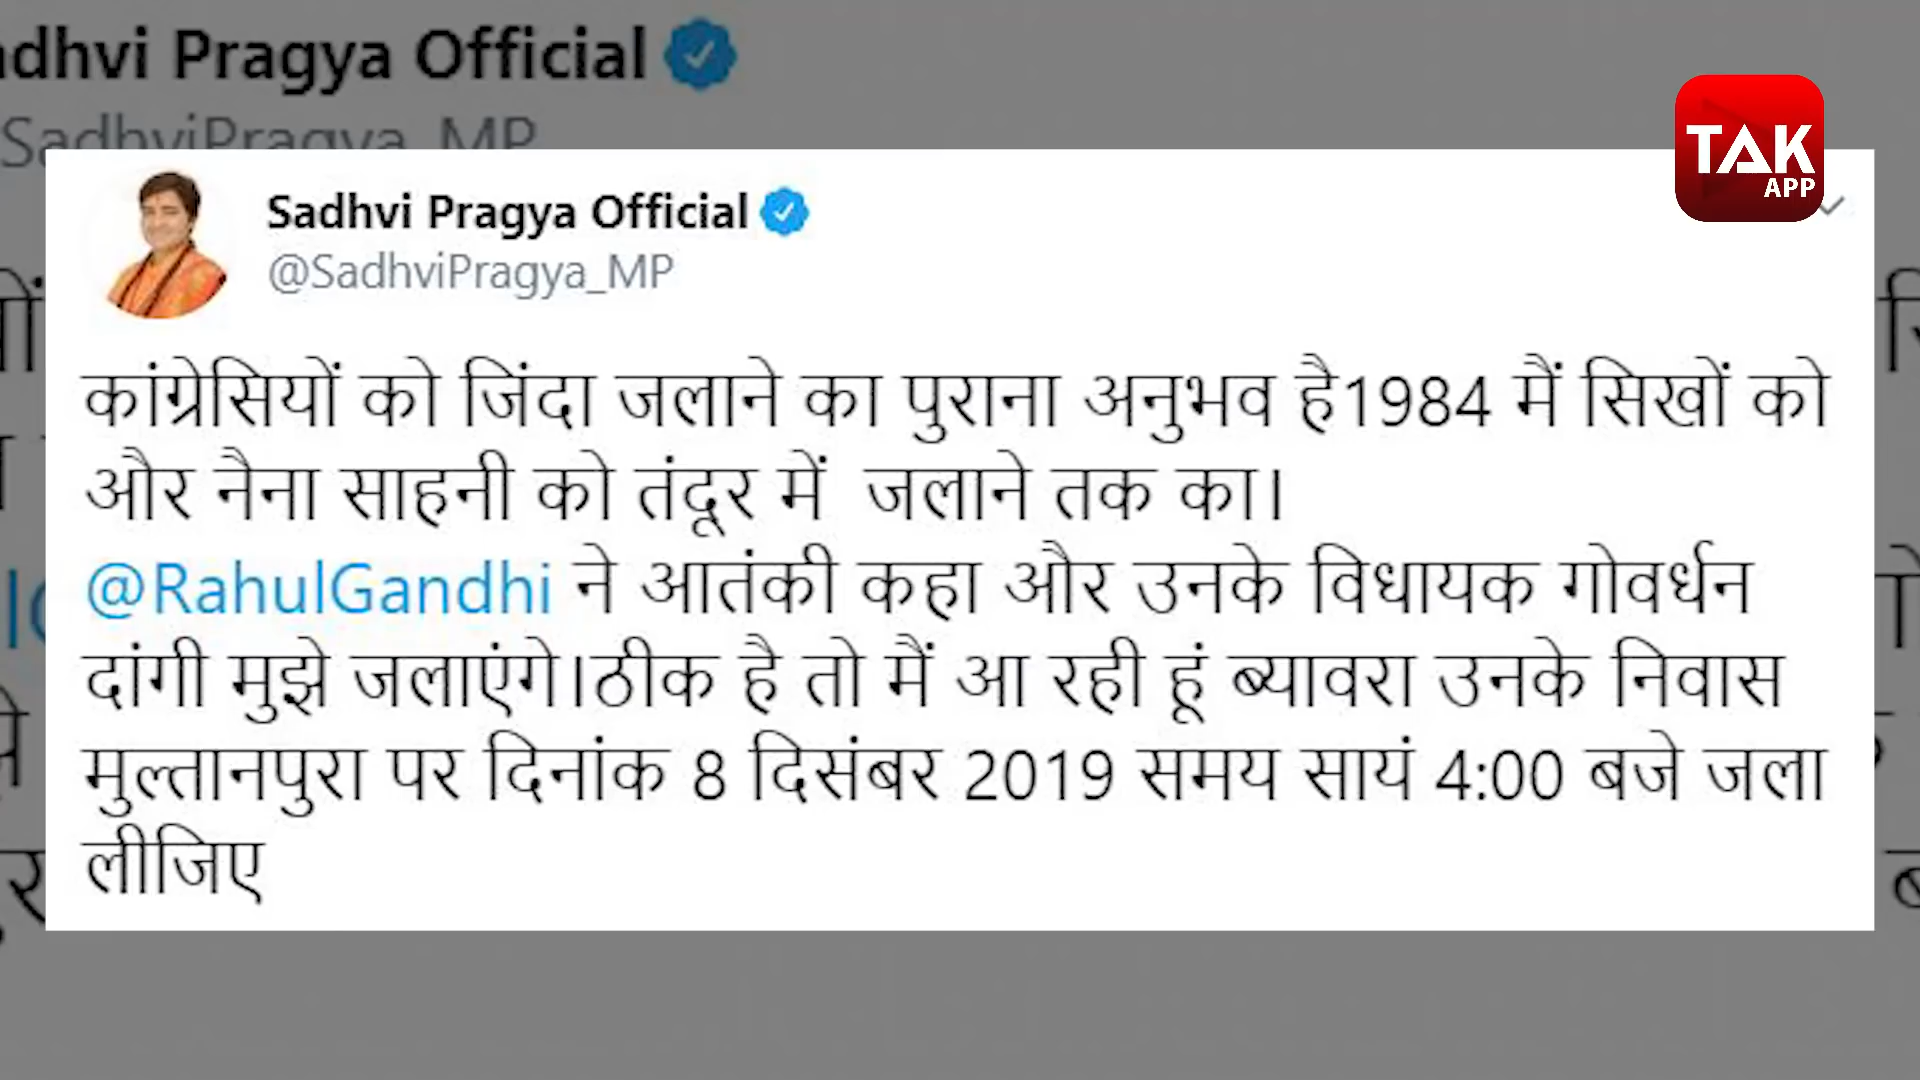 adhvi Pragya Official
SadhviPragya_MP
TAK
APP
Sadhvi Pragya Official
@SadhviPragya_MP
कांग्रेसियों को जिंदा जलाने का पुराना अनुभव है1984 मैं सिखों को
और नैना साहनी को तंदूर में जलाने तक का।
@RahulGandhi ने आतंकी कहा और उनके विधायक गोवर्धन
दांगी मुझे जलाएंगे।ठीक है तो मैं आ रही हूं ब्यावरा उनके निवास
मुल्तानपुरा पर दिनांक 8 दिसंबर 2019 समय सायं 4:00 बजे जला
लीजिए